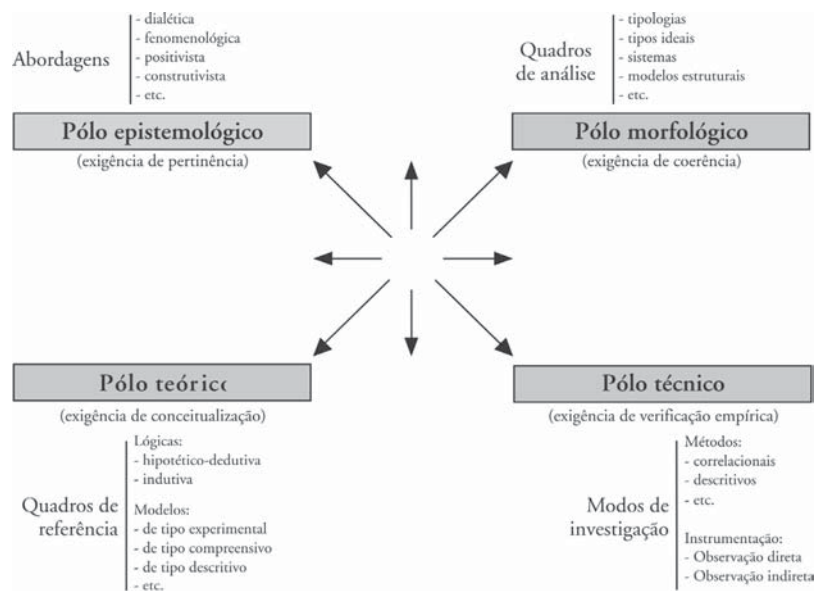 Abordagens
- dialética
- fenomenológica
- positivista
- construtivista
- etc.
Pólo epistemológico
(exigência de pertinência)
Quadros
de análise
- tipologias
- tipos ideais
- sistemas
- modelos estruturais
- etc.
Pólo morfológico
(exigência de coerência)
Pólo teórico
(exigência de conceitualização)
Quadros de
referência
Lógicas:
- hipotético-dedutiva
- indutiva
Modelos:
- de tipo experimental
- de tipo compreensivo
- de tipo descritivo
- etc.
Pólo técnico
(exigência de verificação empírica)
Modos de
investigação
Métodos:
- correlacionais
- descritivos
- etc.
Instrumentação:
- Observação direta
- Observação indireta